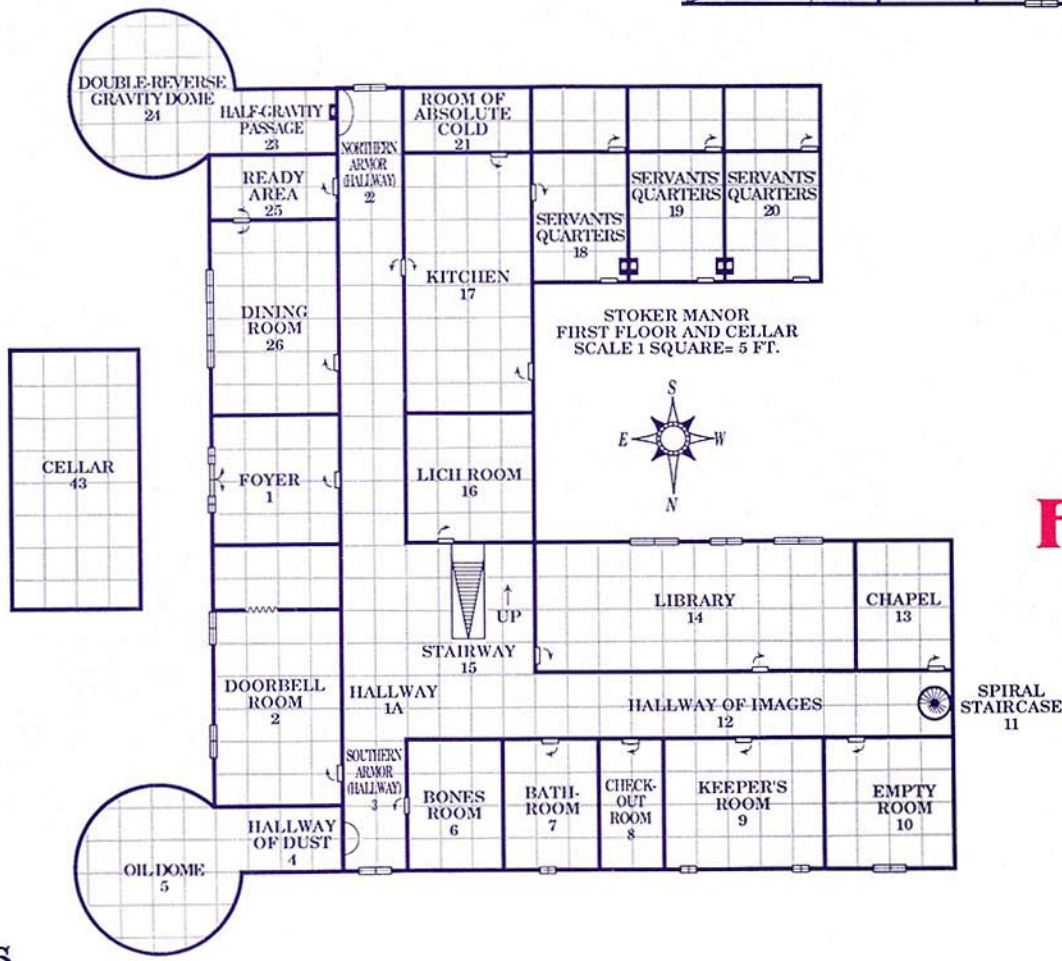 DOUBLE-REVERSE
GRAVITY DOME
24
HALF-GRAVITY
PASSAGE
23
NORTHERN
ARMOR
(HALLWAY)
22
ROOM OF
ABSOLUTE
COLD
21
READY
AREA
25
SERVANTS'
QUARTERS
18
SERVANTS'
QUARTERS
19
SERVANTS'
QUARTERS
20
KITCHEN
17
DINING
ROOM
26
STOKER MANOR
FIRST FLOOR AND CELLAR
SCALE 1 SQUARE= 5 FT.
S
E
W
N
CELLAR
43
FOYER
1
LICH ROOM
16
UP
STAIRWAY
15
LIBRARY
14
CHAPEL
13
DOORBELL
ROOM
2
HALLWAY
1A
HALLWAY OF IMAGES
12
SPIRAL
STAIRCASE
11
SOUTHERN
ARMOR
(HALLWAY)
3
BONES
ROOM
6
BATH-
ROOM
7
CHECK-
OUT
ROOM
8
KEEPER'S
ROOM
9
EMPTY
ROOM
10
HALLWAY
OF DUST
4
OIL DOME
5